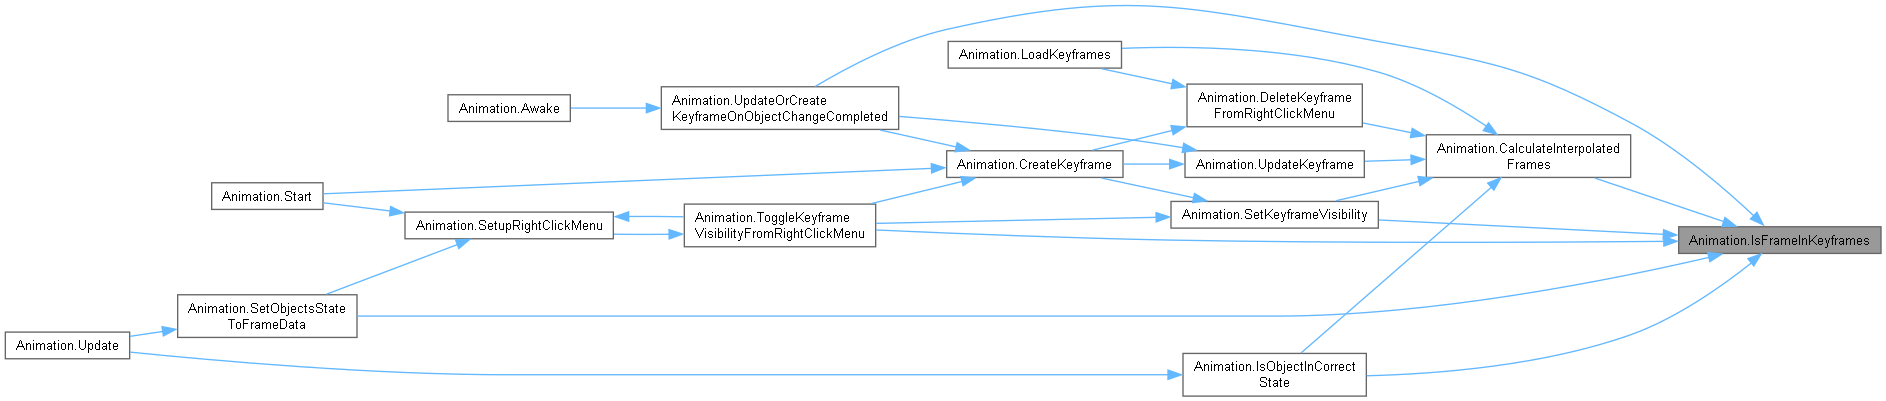 Animation.LoadKeyframes
Animation.UpdateOrCreate
KeyframeOnObjectChangeCompleted
Animation.Awake
Animation.DeleteKeyframe
FromRightClickMenu
Animation.CalculateInterpolated
Frames
Animation.CreateKeyframe
Animation.UpdateKeyframe
Animation.Start
Animation.SetupRightClickMenu
Animation.ToggleKeyframe
VisibilityFromRightClickMenu
Animation.SetKeyframeVisibility
Animation.IsFrameInKeyframes
Animation.SetObjectsState
ToFrameData
Animation.Update
Animation.IsObjectInCorrect
State